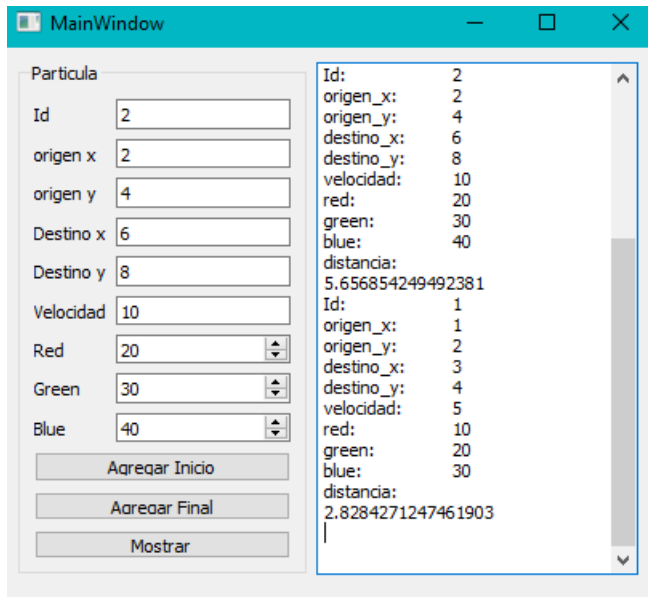 MainWindow
Particula
Id 2
origen x 2
origen y 4
Destino x 6
Destino y 8
Velocidad 10
Red 20
Green 30
Blue 40
Agregar Inicio
Agregar Final
Mostrar
Id: 2
origen_x: 2
origen_y: 4
destino_x: 6
destino_y: 8
velocidad: 10
red: 20
green: 30
blue: 40
distancia:
5.656854249492381
Id: 1
origen_x: 1
origen_y: 2
destino_x: 3
destino_y: 4
velocidad: 5
red: 10
green: 20
blue: 30
distancia:
2.8284271247461903